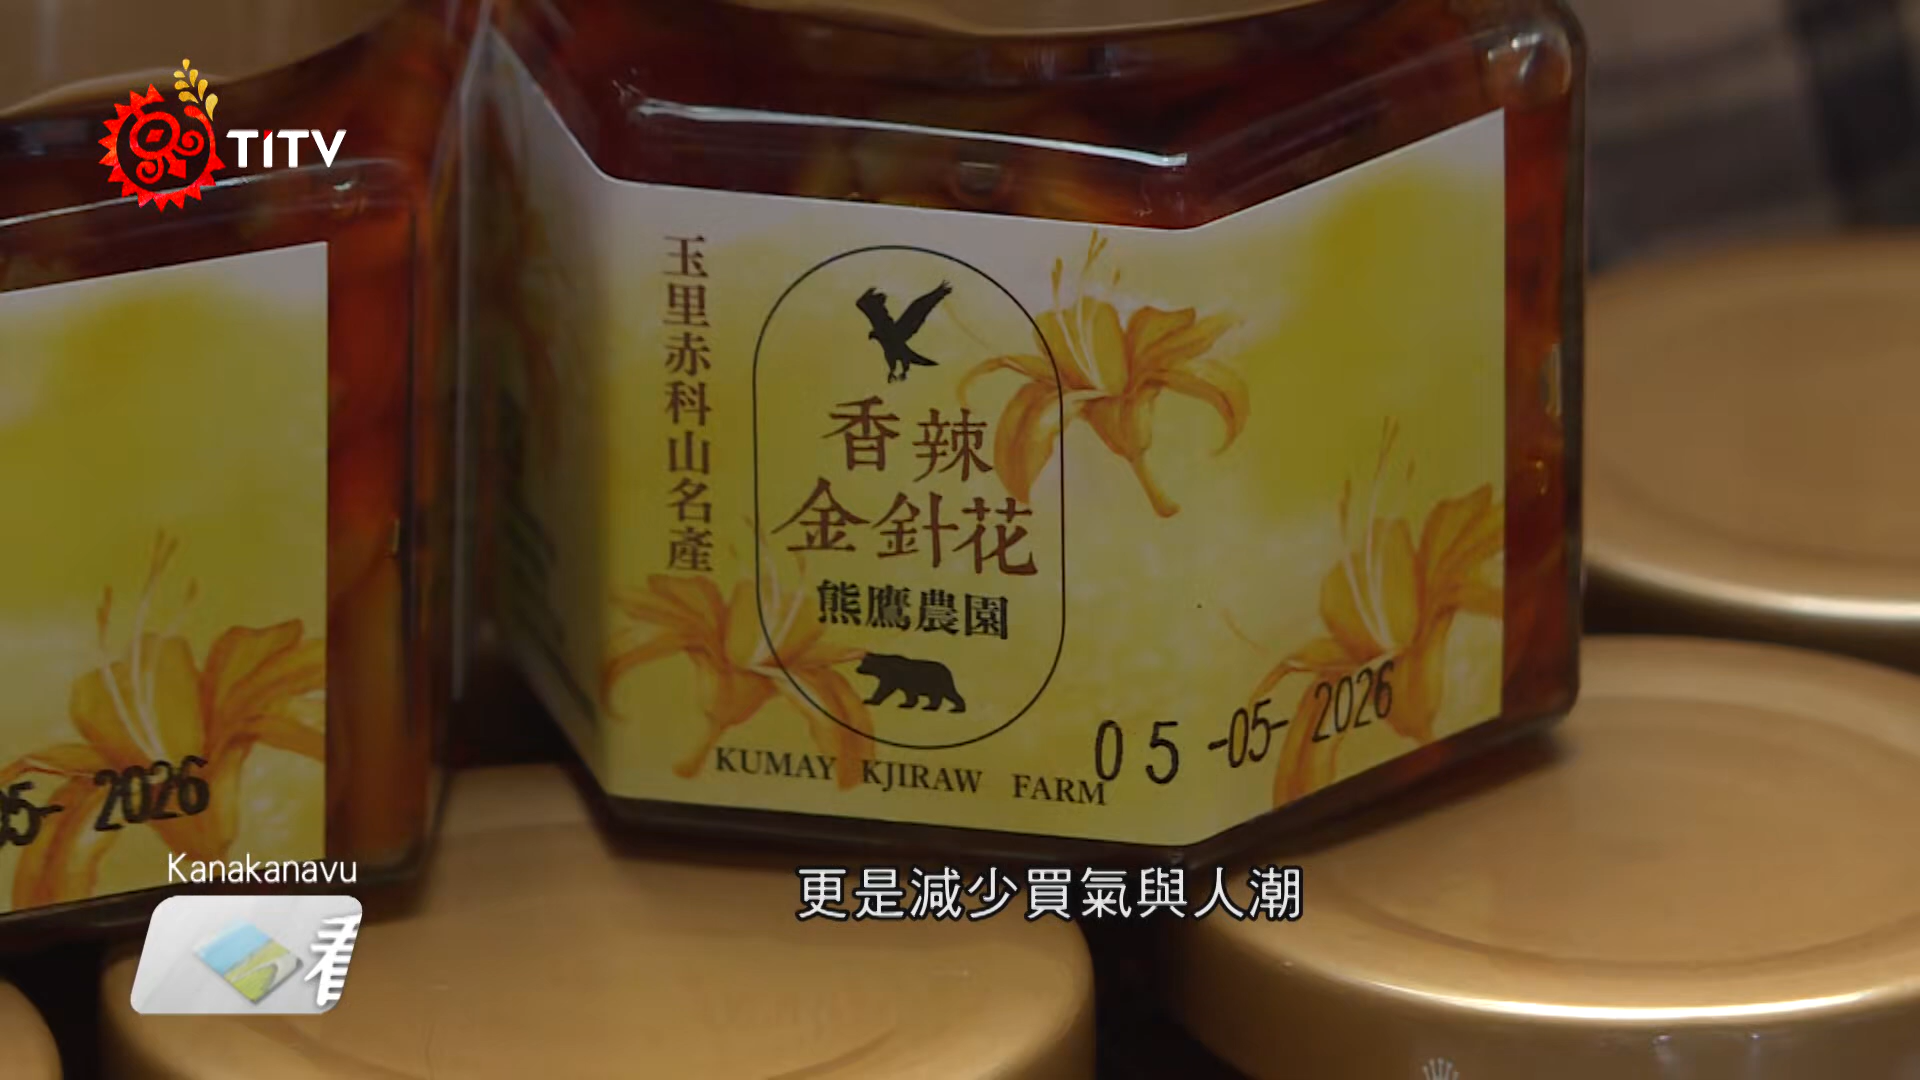 TITV
玉里赤科山名產
香辣
金針花
熊鷹農園
KUMAY KJIRAW FARM
05-05-2026
05-2026
Kanakanavu
看
更是減少買氣與人潮